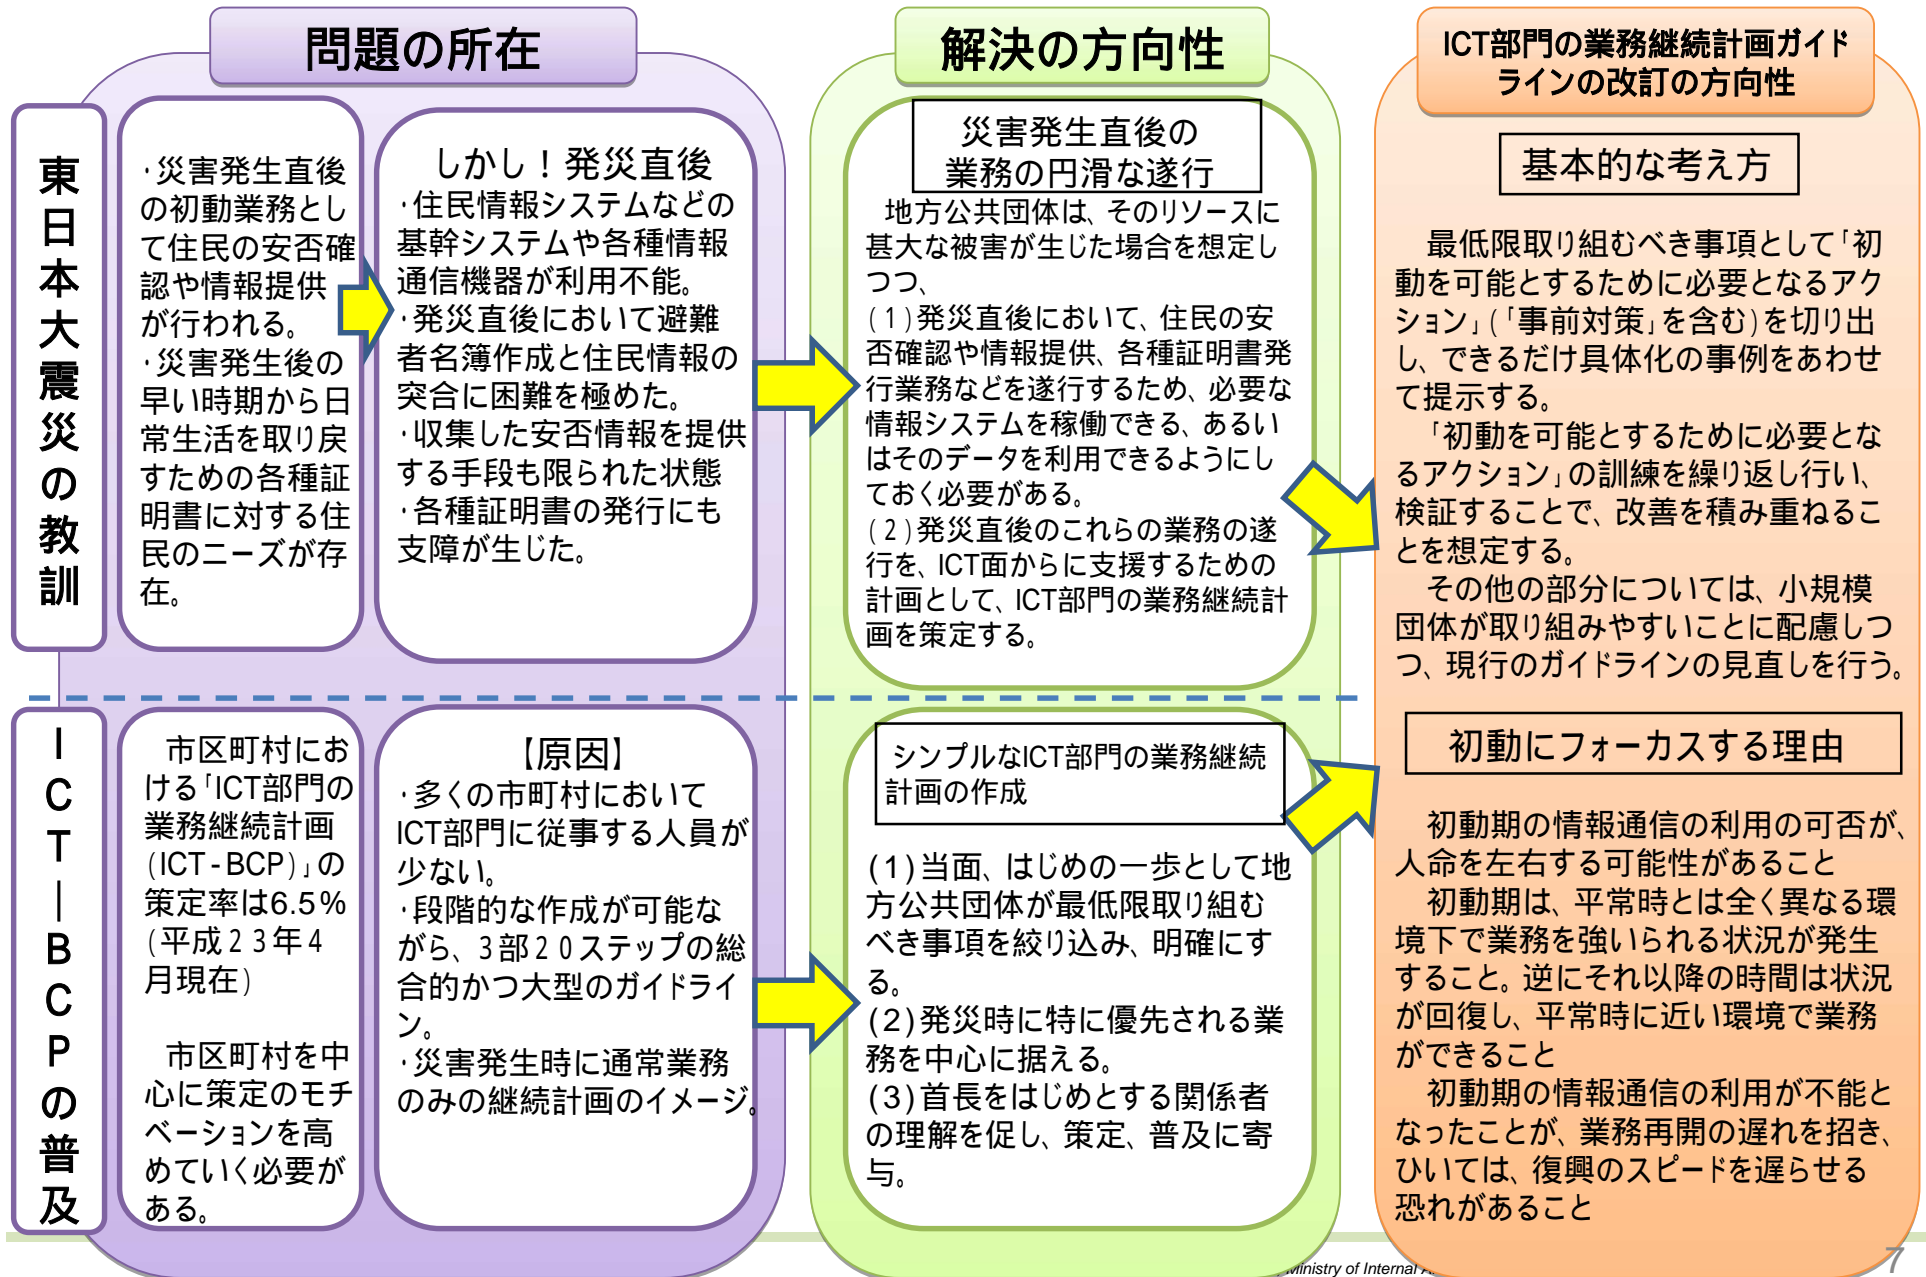 問題の所在
解決の方向性
ICT部門の業務継続計画ガイド
ラインの改訂の方向性
東日本大震災の教訓
・災害発生直後
の初動業務とし
て住民の安否確
認や情報提供
が行われる。
・災害発生後の
早い時期から日
常生活を取り戻
すための各種証
明書に対する住
民のニーズが存
在。
しかし！発災直後
・住民情報システムなどの
基幹システムや各種情報
通信機器が利用不能。
・発災直後において避難
者名簿作成と住民情報の
突合に困難を極めた。
・収集した安否情報を提供
する手段も限られた状態
・各種証明書の発行にも
支障が生じた。
災害発生直後の
業務の円滑な遂行
地方公共団体は、そのリソースに
甚大な被害が生じた場合を想定し
つつ、
(１)発災直後において、住民の安
否確認や情報提供、各種証明書発
行業務などを遂行するため、必要な
情報システムを稼働できる、あるい
はそのデータを利用できるようにし
ておく必要がある。
(２)発災直後のこれらの業務の遂
行を、ICT面からに支援するための
計画として、ICT部門の業務継続計
画を策定する。
基本的な考え方
最低限取り組むべき事項として「初
動を可能とするために必要となるアク
ション」(「事前対策」を含む)を切り出
し、できるだけ具体化の事例をあわせ
て提示する。
「初動を可能とするために必要とな
るアクション」の訓練を繰り返し行い、
検証することで、改善を積み重ねるこ
とを想定する。
その他の部分については、小規模
団体が取り組みやすいことに配慮しつ
つ、現行のガイドラインの見直しを行う。
ICT｜BCPの普及
市区町村にお
ける「ICT部門の
業務継続計画
(ICT-BCP)」の
策定率は6.5％
(平成２３年４
月現在)
市区町村を中
心に策定のモチ
ベーションを高
めていく必要が
ある。
【原因】
・多くの市町村において
ICT部門に従事する人員が
少ない。
・段階的な作成が可能な
がら、３部２０ステップの総
合的かつ大型のガイドライ
ン。
・災害発生時に通常業務
のみの継続計画のイメージ。
シンプルなICT部門の業務継続
計画の作成
(1)当面、はじめの一歩として地
方公共団体が最低限取り組む
べき事項を絞り込み、明確にす
る。
(2)発災時に特に優先される業
務を中心に据える。
(3)首長をはじめとする関係者
の理解を促し、策定、普及に寄
与。
初動にフォーカスする理由
初動期の情報通信の利用の可否が、
人命を左右する可能性があること
初動期は、平常時とは全く異なる環
境下で業務を強いられる状況が発生
すること。逆にそれ以降の時間は状況
が回復し、平常時に近い環境で業務
ができること
初動期の情報通信の利用が不能と
なったことが、業務再開の遅れを招き、
ひいては、復興のスピードを遅らせる
恐れがあること
Ministry of Internal
7